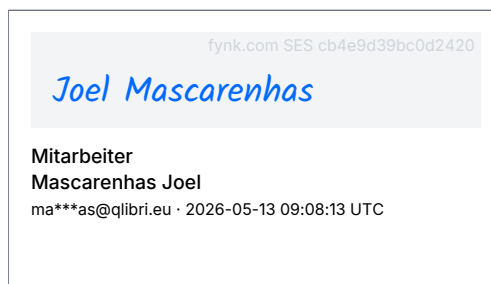 fynk.com SES cb4e9d39bc0d2420
Joel Mascarenhas
Mitarbeiter
Mascarenhas Joel
ma***as@qlibri.eu · 2026-05-13 09:08:13 UTC